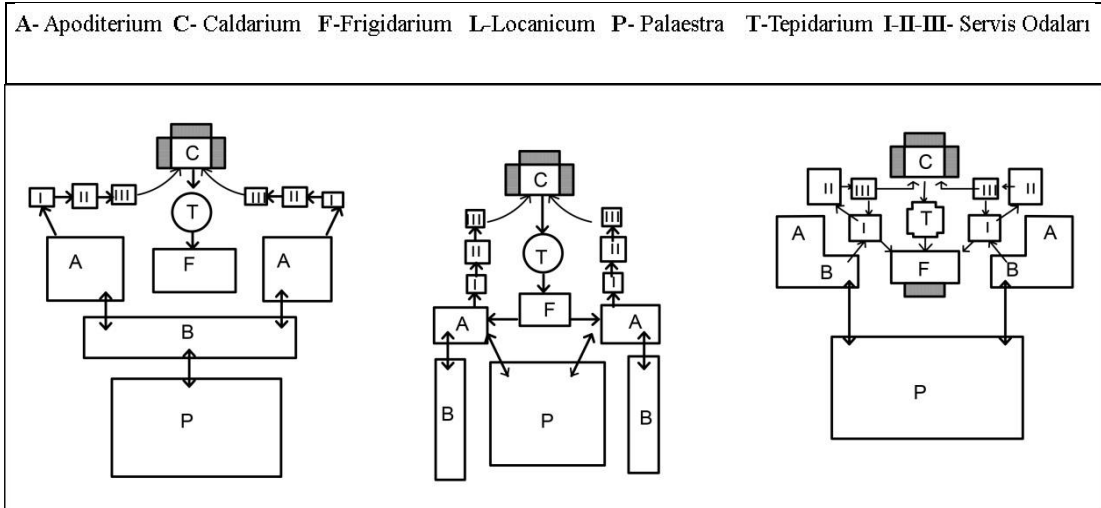 A- Apoditerium C- Caldarium F-Frigidarium L-Locanicum P- Palaestra T-Tepidarium I-II-III- Servis Odaları
C
I II III III II I
T
A F A
B
P
C
III III
II T II
I I
A F A
B P B
C
II III III II
T
A I I A
B F B
P